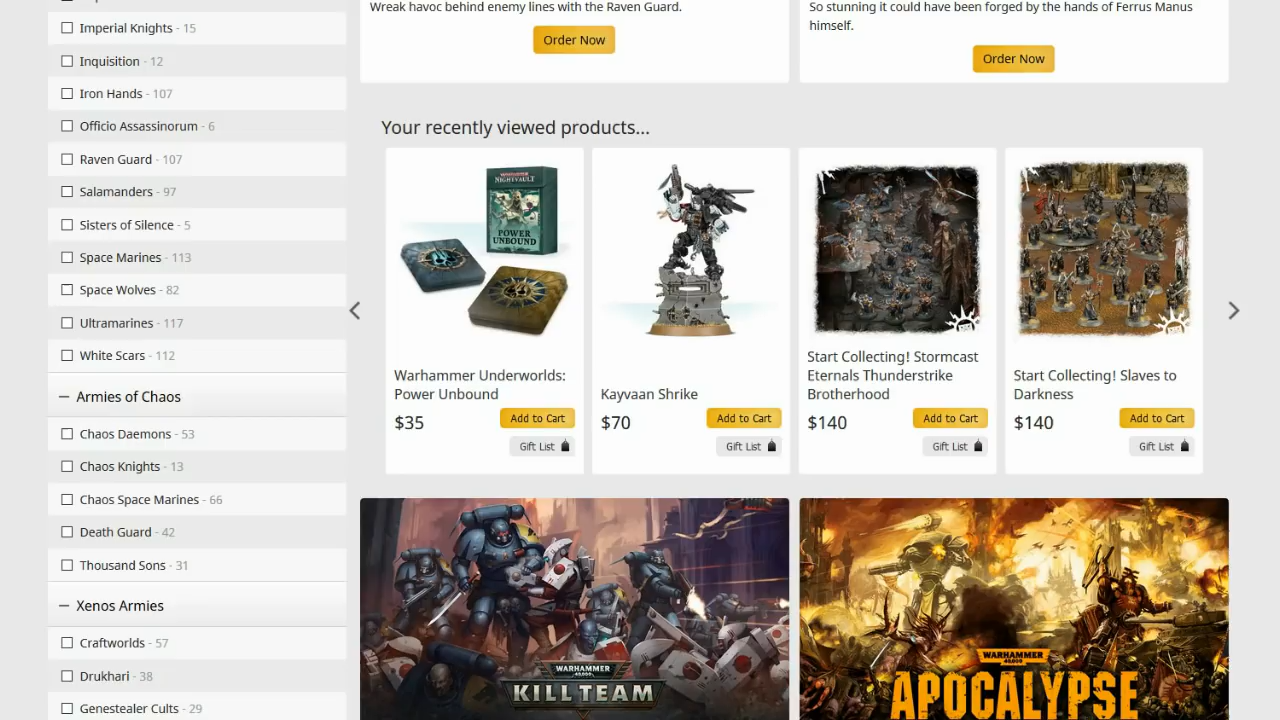 Imperial Knights - 15
Inquisition - 12
Iron Hands - 107
Officio Assassinorum - 6
Raven Guard - 107
Salamanders - 97
Sisters of Silence - 5
Space Marines - 113
Space Wolves - 82
Ultramarines - 117
White Scars - 112
Armies of Chaos
Chaos Daemons - 53
Chaos Knights - 13
Chaos Space Marines - 66
Death Guard - 42
Thousand Sons - 31
Xenos Armies
Craftworlds - 57
Drukhari - 38
Genestealer Cults - 29
Wreak havoc behind enemy lines with the Raven Guard.
Order Now
So stunning it could have been forged by the hands of Ferrus Manus
himself.
Order Now
Your recently viewed products...
WARHAMMER
NIGHTVAULT
POWER
UNBOUND
Warhammer Underworlds:
Power Unbound
$35
Add to Cart
Gift List
Kayvaan Shrike
$70
Add to Cart
Gift List
Start Collecting! Stormcast
Eternals Thunderstrike
Brotherhood
$140
Add to Cart
Gift List
Start Collecting! Slaves to
Darkness
$140
Add to Cart
Gift List
WARHAMMER
40,000
KILL TEAM
WARHAMMER
40,000
APOCALYPSE